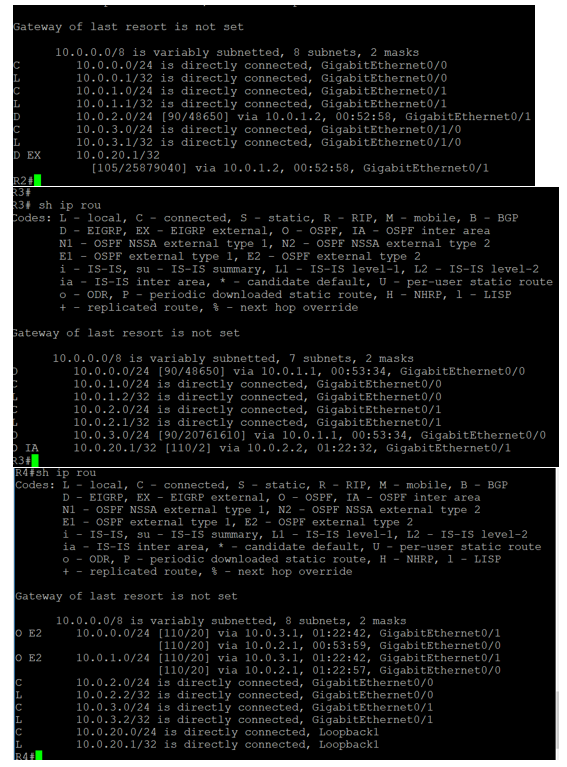 Gateway of last resort is not set
10.0.0.0/8 is variably subnetted, 8 subnets, 2 masks
C 10.0.0.0/24 is directly connected, GigabitEthernet0/0
L 10.0.0.1/32 is directly connected, GigabitEthernet0/0
C 10.0.1.0/24 is directly connected, GigabitEthernet0/1
L 10.0.1.1/32 is directly connected, GigabitEthernet0/1
D 10.0.2.0/24 [90/48650] via 10.0.1.2, 00:52:58, GigabitEthernet0/1
C 10.0.3.0/24 is directly connected, GigabitEthernet0/1/0
L 10.0.3.1/32 is directly connected, GigabitEthernet0/1/0
D EX 10.0.20.1/32
[105/25879040] via 10.0.1.2, 00:52:58, GigabitEthernet0/1
R2#
R3#
R3# sh ip rou
Codes: L - local, C - connected, S - static, R - RIP, M - mobile, B - BGP
D - EIGRP, EX - EIGRP external, O - OSPF, IA - OSPF inter area
N1 - OSPF NSSA external type 1, N2 - OSPF NSSA external type 2
E1 - OSPF external type 1, E2 - OSPF external type 2
i - IS-IS, su - IS-IS summary, L1 - IS-IS level-1, L2 - IS-IS level-2
ia - IS-IS inter area, * - candidate default, U - per-user static route
o - ODR, P - periodic downloaded static route, H - NHRP, l - LISP
+ - replicated route, % - next hop override
Gateway of last resort is not set
10.0.0.0/8 is variably subnetted, 7 subnets, 2 masks
D 10.0.0.0/24 [90/48650] via 10.0.1.1, 00:53:34, GigabitEthernet0/0
C 10.0.1.0/24 is directly connected, GigabitEthernet0/0
L 10.0.1.2/32 is directly connected, GigabitEthernet0/0
C 10.0.2.0/24 is directly connected, GigabitEthernet0/1
L 10.0.2.1/32 is directly connected, GigabitEthernet0/1
D 10.0.3.0/24 [90/20761610] via 10.0.1.1, 00:53:34, GigabitEthernet0/0
O IA 10.0.20.1/32 [110/2] via 10.0.2.2, 01:22:32, GigabitEthernet0/1
R3#
R4#sh ip rou
Codes: L - local, C - connected, S - static, R - RIP, M - mobile, B - BGP
D - EIGRP, EX - EIGRP external, O - OSPF, IA - OSPF inter area
N1 - OSPF NSSA external type 1, N2 - OSPF NSSA external type 2
E1 - OSPF external type 1, E2 - OSPF external type 2
i - IS-IS, su - IS-IS summary, L1 - IS-IS level-1, L2 - IS-IS level-2
ia - IS-IS inter area, * - candidate default, U - per-user static route
o - ODR, P - periodic downloaded static route, H - NHRP, l - LISP
+ - replicated route, % - next hop override
Gateway of last resort is not set
10.0.0.0/8 is variably subnetted, 8 subnets, 2 masks
O E2 10.0.0.0/24 [110/20] via 10.0.3.1, 01:22:42, GigabitEthernet0/1
[110/20] via 10.0.2.1, 00:53:59, GigabitEthernet0/0
O E2 10.0.1.0/24 [110/20] via 10.0.3.1, 01:22:42, GigabitEthernet0/1
[110/20] via 10.0.2.1, 01:22:57, GigabitEthernet0/0
C 10.0.2.0/24 is directly connected, GigabitEthernet0/0
L 10.0.2.2/32 is directly connected, GigabitEthernet0/0
C 10.0.3.0/24 is directly connected, GigabitEthernet0/1
L 10.0.3.2/32 is directly connected, GigabitEthernet0/1
C 10.0.20.0/24 is directly connected, Loopback1
L 10.0.20.1/32 is directly connected, Loopback1
R4#